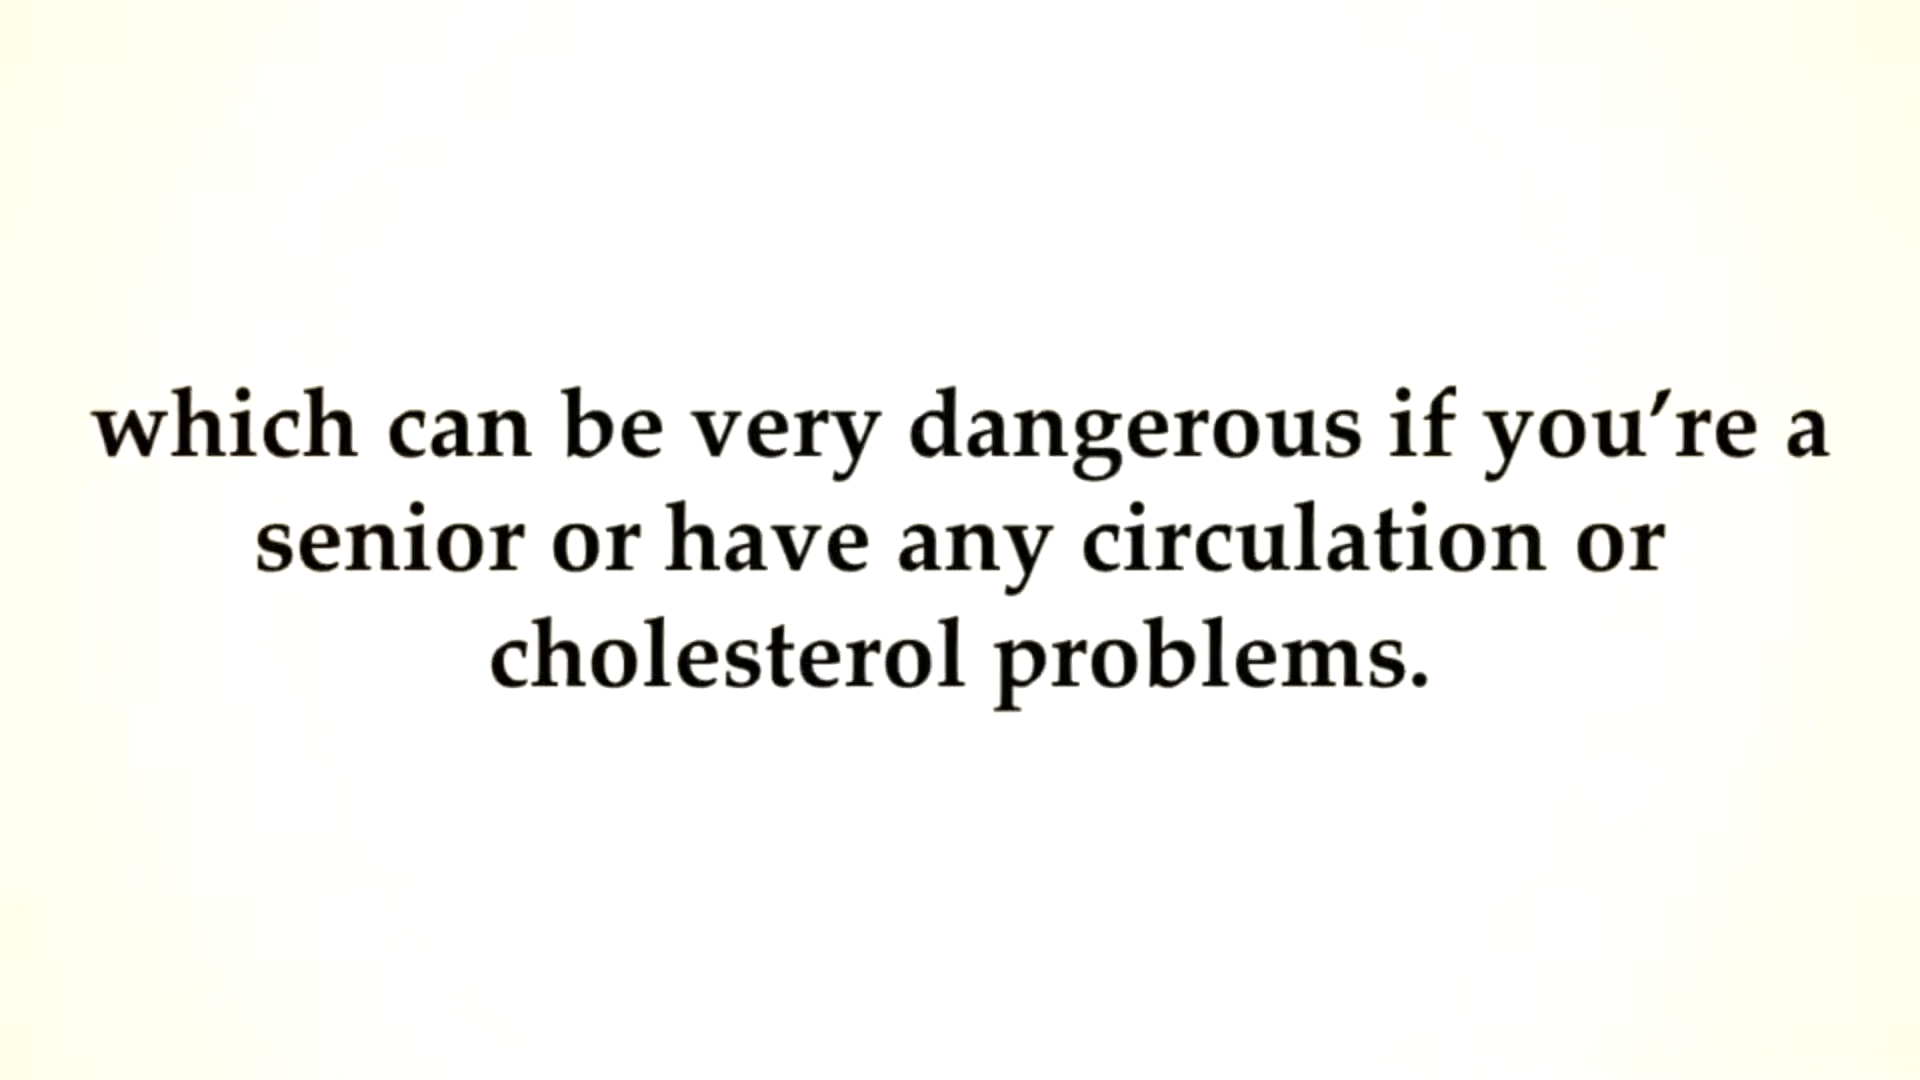 which can be very dangerous if you’re a
senior or have any circulation or
cholesterol problems.